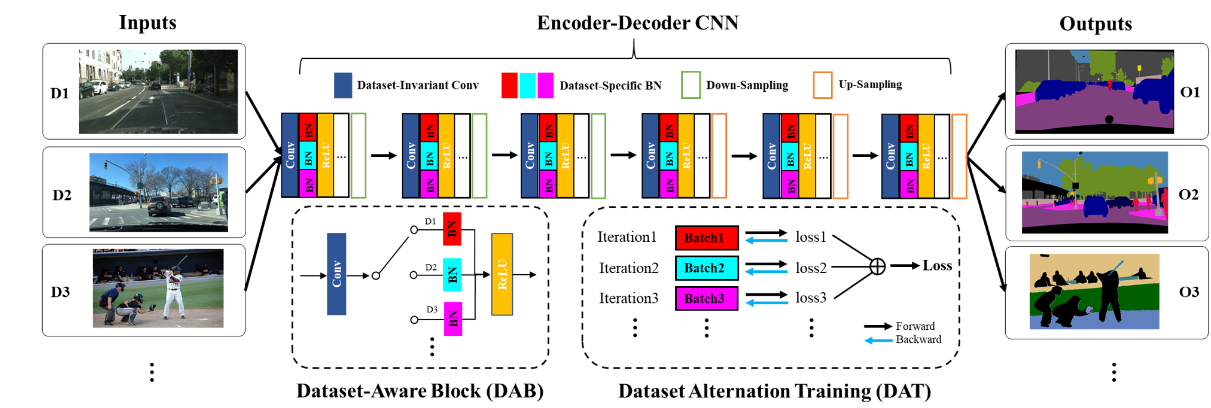 Inputs
Encoder-Decoder CNN
Outputs
Dataset-Invariant Conv
Dataset-Specific BN
Down-Sampling
Up-Sampling
D1
D2
D3
Conv BN BN BN ReLU ...
Conv BN BN BN ReLU ...
Conv BN BN BN ReLU ...
Conv BN BN BN ReLU ...
Conv BN BN BN ReLU ...
Conv BN BN BN ReLU ...
O1
O2
O3
Conv
D1 BN
D2 BN
D3 BN
ReLU
Dataset-Aware Block (DAB)
Iteration1 Batch1 loss1
Iteration2 Batch2 loss2
Iteration3 Batch3 loss3
Loss
Forward
Backward
Dataset Alternation Training (DAT)